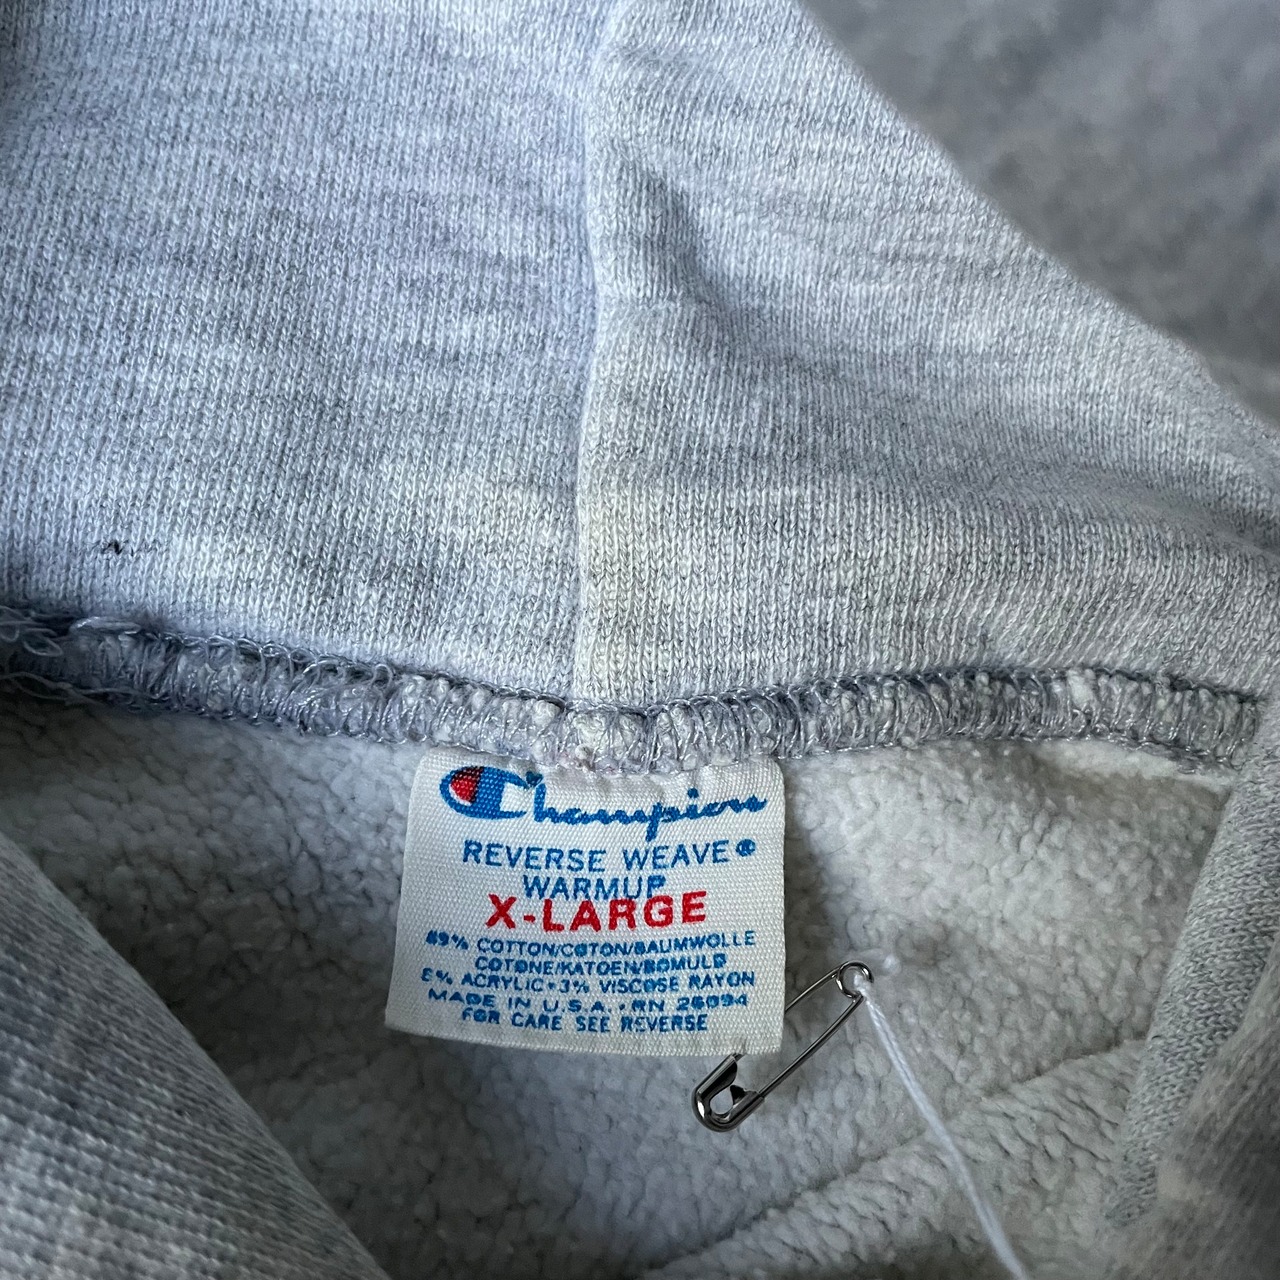 Champion
REVERSE WEAVE®
WARMUP
X-LARGE
89% COTTON/COTON/BAUMWOLLE
COTONE/KATOEN/BOMULD
8% ACRYLIC•3% VISCOSE RAYON
MADE IN U.S.A. • RN 26094
FOR CARE SEE REVERSE